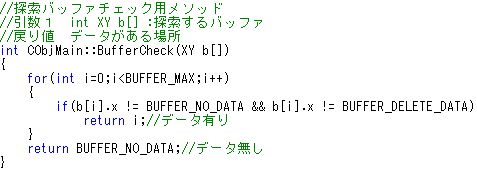 //探索バッファチェック用メソッド
//引数１　int XY b[] :探索するバッファ
//戻り値　データがある場所
int CObjMain::BufferCheck(XY b[])
{
    for(int i=0;i<BUFFER_MAX;i++)
    {
        if(b[i].x != BUFFER_NO_DATA && b[i].x != BUFFER_DELETE_DATA)
            return i;//データ有り
    }
    return BUFFER_NO_DATA;//データ無し
}